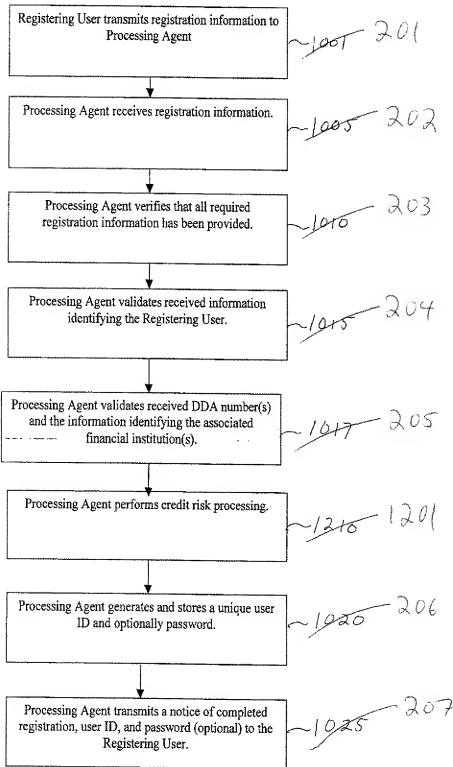 Registering User transmits registration information to
Processing Agent
~1001 201
Processing Agent receives registration information.
~1005 202
Processing Agent verifies that all required
registration information has been provided.
~1010 203
Processing Agent validates received information
identifying the Registering User.
~1015 204
Processing Agent validates received DDA number(s)
and the information identifying the associated
financial institution(s).
~1017 205
Processing Agent performs credit risk processing.
~1210 1201
Processing Agent generates and stores a unique user
ID and optionally password.
~1020 206
Processing Agent transmits a notice of completed
registration, user ID, and password (optional) to the
Registering User.
~1025 207